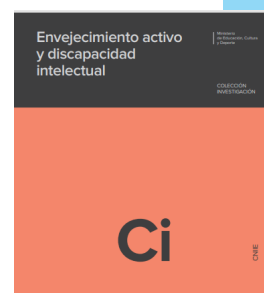 Envejecimiento activo
y discapacidad
intelectual
Ministerio
de Educación, Cultura
y Deporte
COLECCIÓN
INVESTIGACIÓN
Ci
CNIIE